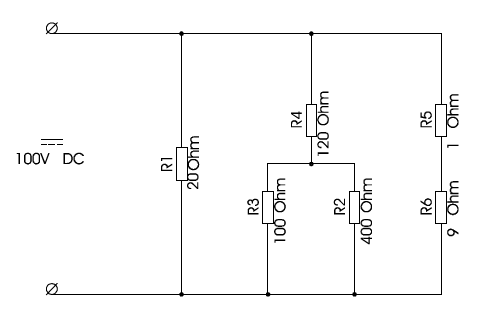 100V DC
R1
20 Ohm
R4
120 Ohm
R3
100 Ohm
R2
400 Ohm
R5
1 Ohm
R6
9 Ohm